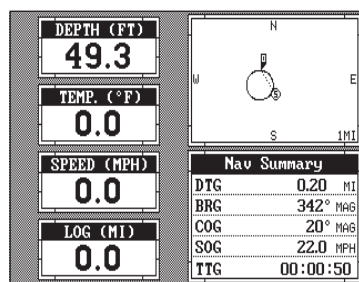 DEPTH (FT)
49.3
TEMP. (°F)
0.0
SPEED (MPH)
0.0
LOG (MI)
0.0
N
W
E
S
S
1MI
Nav Summary
DTG 0.20 MI
BRG 342° MAG
COG 20° MAG
SOG 22.0 MPH
TTG 00:00:50